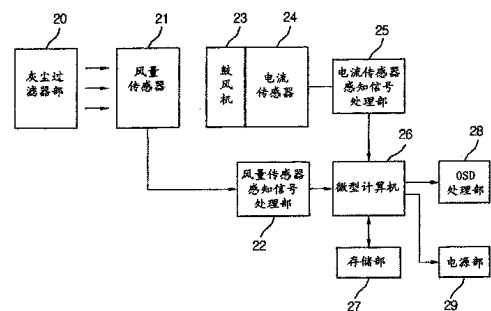 20
21
23
24
25
灰尘过
滤器部
风量
传感器
鼓
风
机
电流
传感器
电流传感器
感知信号
处理部
26
28
风量传感器
感知信号
处理部
微型计算机
OSD
处理部
22
存储部
电源部
27
29